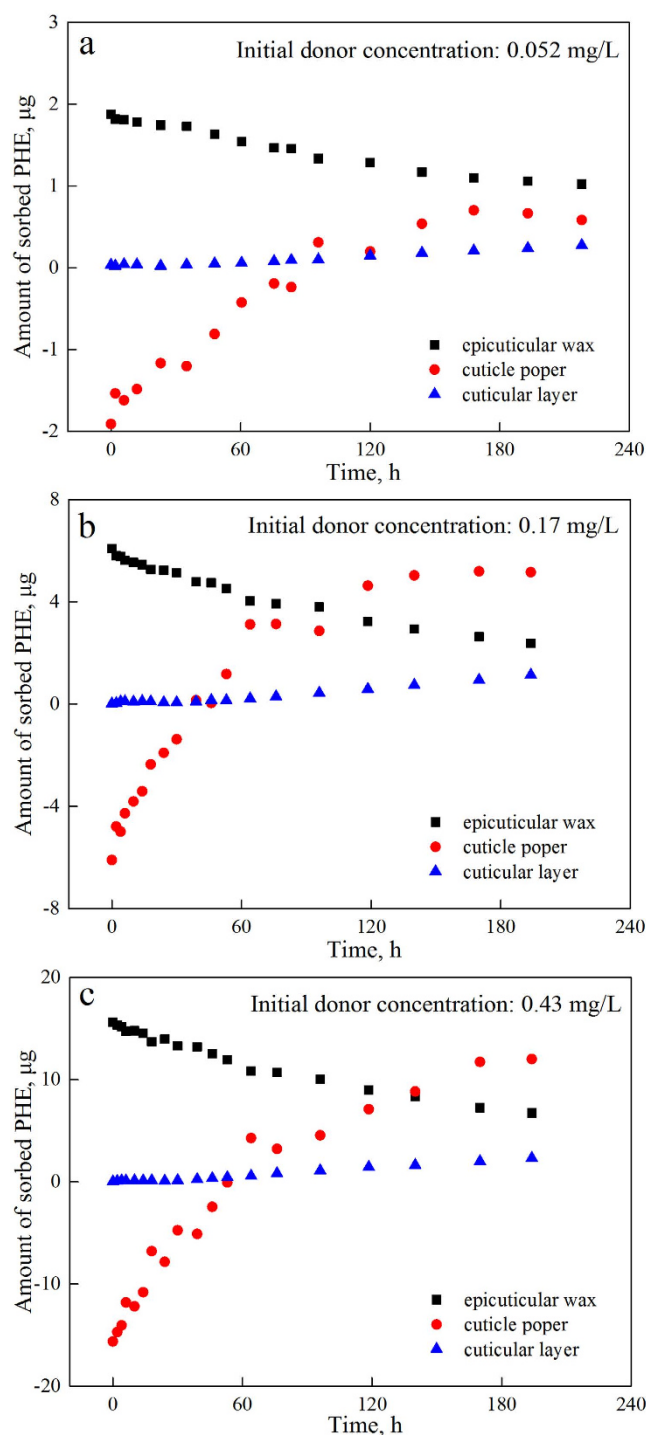 a
Initial donor concentration: 0.052 mg/L
Amount of sorbed PHE, μg
3
2
1
0
-1
-2
epicuticular wax
cuticle poper
cuticular layer
0 60 120 180 240
Time, h
b
Initial donor concentration: 0.17 mg/L
Amount of sorbed PHE, μg
8
4
0
-4
-8
epicuticular wax
cuticle poper
cuticular layer
0 60 120 180 240
Time, h
c
Initial donor concentration: 0.43 mg/L
Amount of sorbed PHE, μg
20
10
0
-10
-20
epicuticular wax
cuticle poper
cuticular layer
0 60 120 180 240
Time, h